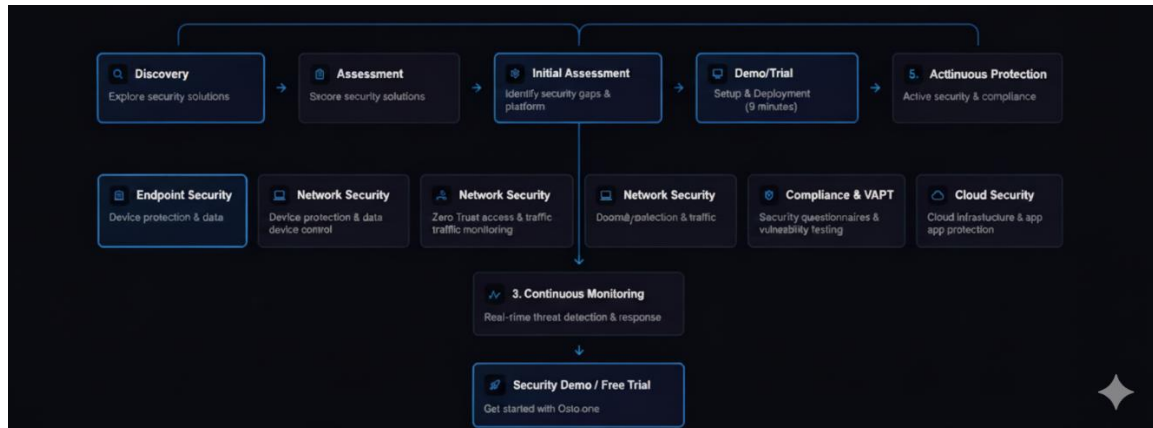 Discovery
Explore security solutions
Assessment
Sxoore security solutions
Initial Assessment
Identify security gaps &
platform
Demo/Trial
Setup & Deployment
(9 minutes)
5. Acttinuous Protection
Active security & compliance
Endpoint Security
Device protection & data
Network Security
Device protection & data
device control
Network Security
Zero Trust access & traffic
traffic monitoring
Network Security
& traffic
Compliance & VAPT
Security questionnaires &
vulnerability testing
Cloud Security
Cloud infrastucture & app
app protection
3. Continuous Monitoring
Real-rime threat detection & response
Security Demo / Free Trial
Get started with Oslo.one